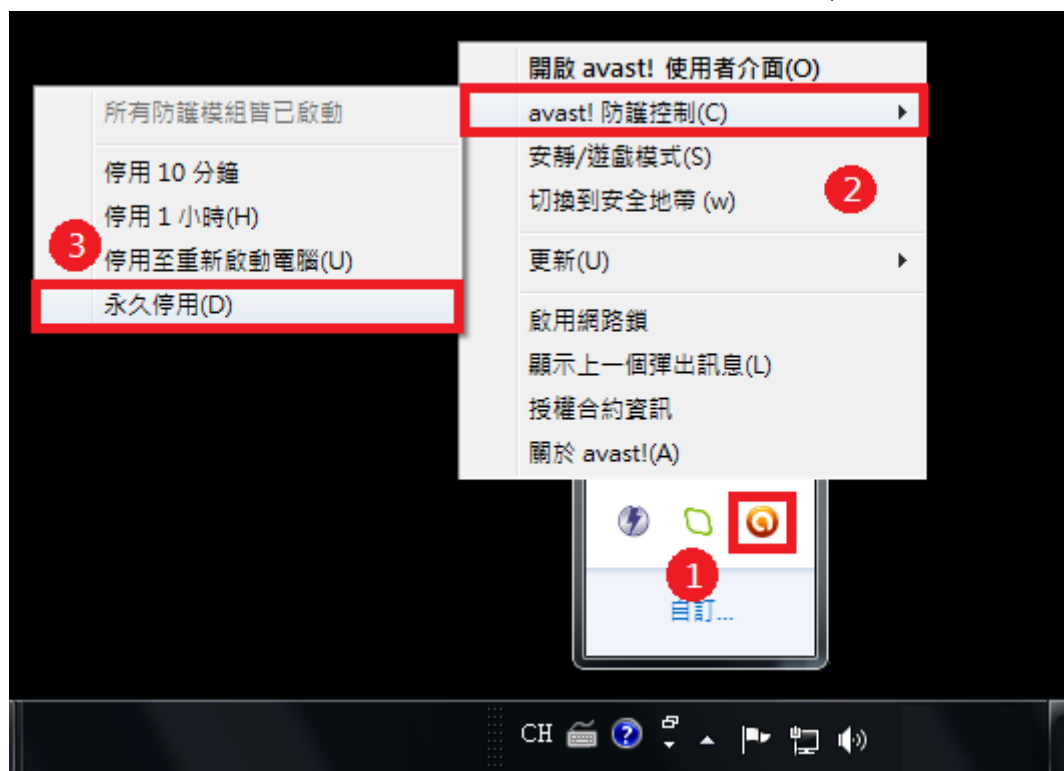 開啟 avast! 使用者介面(O)
avast! 防護控制(C)
安靜/遊戲模式(S)
切換到安全地帶 (w)
2
更新(U)
啟用網路鎖
顯示上一個彈出訊息(L)
授權合約資訊
關於 avast!(A)
所有防護模組皆已啟動
停用 10 分鐘
停用 1 小時(H)
3
停用至重新啟動電腦(U)
永久停用(D)
1
自訂...
CH
?